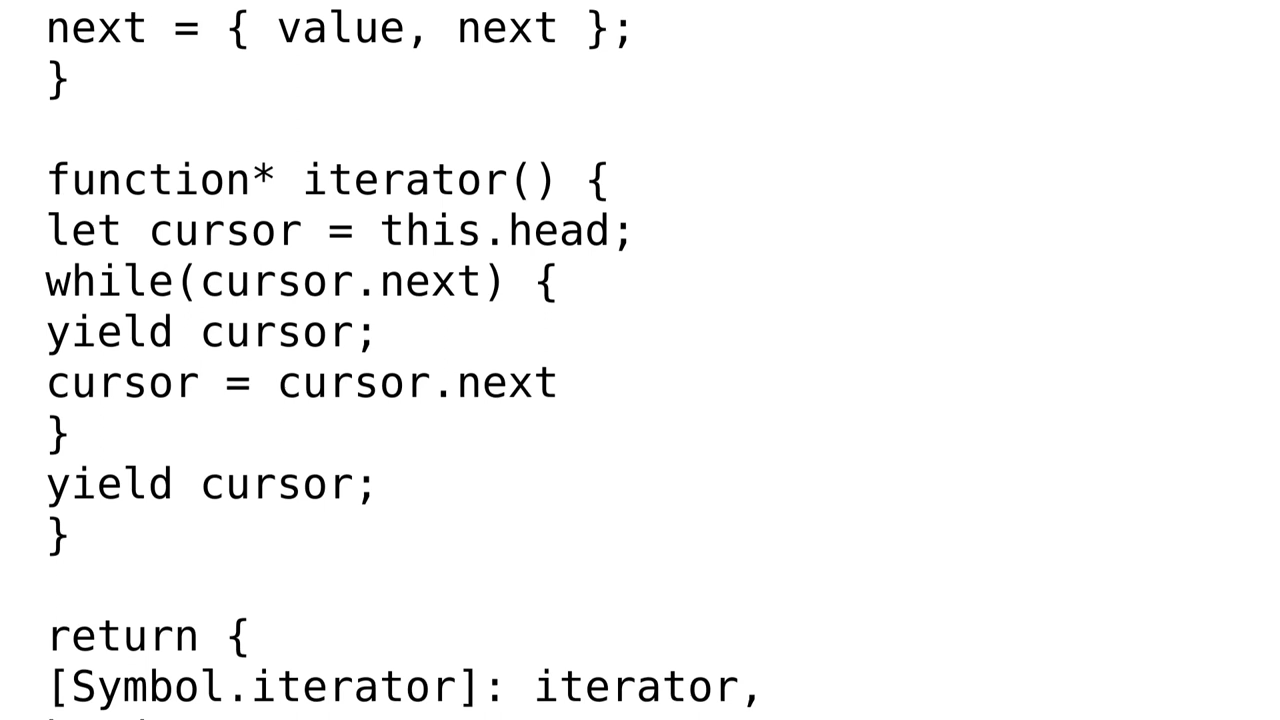 next = { value, next };
}
function* iterator() {
let cursor = this.head;
while(cursor.next) {
yield cursor;
cursor = cursor.next
}
yield cursor;
}
return {
[Symbol.iterator]: iterator,